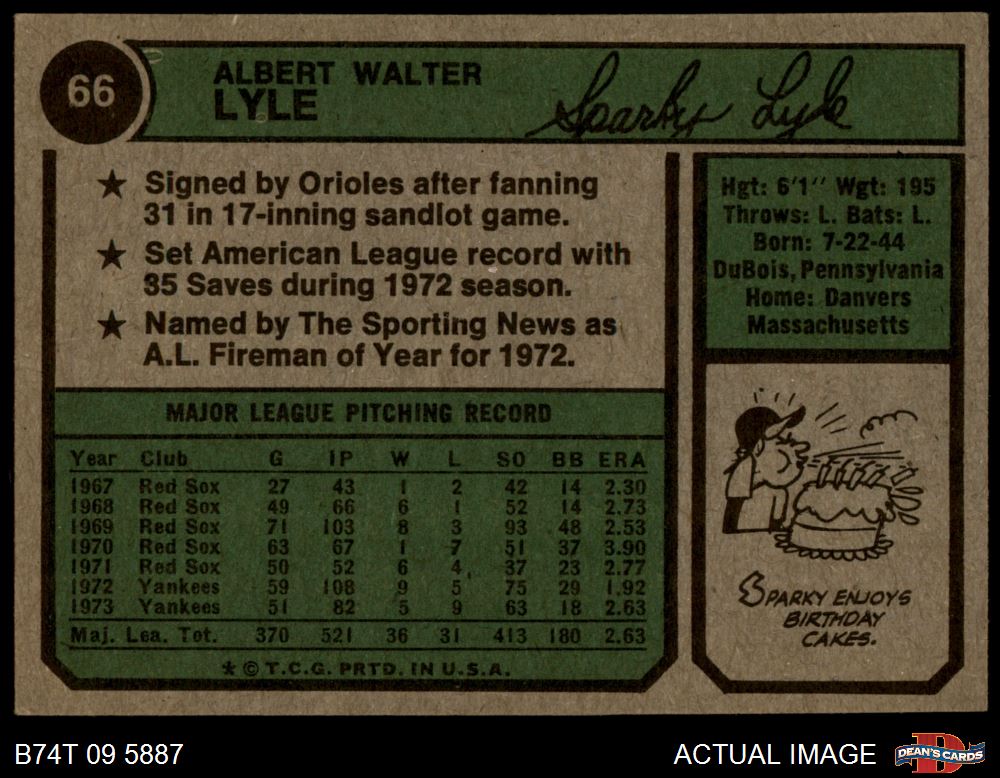 66
ALBERT WALTER
LYLE
Sparky Lyle
★ Signed by Orioles after fanning
31 in 17-inning sandlot game.
★ Set American League record with
35 Saves during 1972 season.
★ Named by The Sporting News as
A.L. Fireman of Year for 1972.
Hgt: 6'1" Wgt: 195
Throws: L. Bats: L.
Born: 7-22-44
DuBois, Pennsylvania
Home: Danvers
Massachusetts
MAJOR LEAGUE PITCHING RECORD
Year Club G IP W L SO BB ERA
1967 Red Sox 27 43 1 2 42 14 2.30
1968 Red Sox 49 66 6 1 52 14 2.73
1969 Red Sox 71 103 8 3 93 48 2.53
1970 Red Sox 63 67 1 7 51 37 3.90
1971 Red Sox 50 52 6 4 37 23 2.77
1972 Yankees 59 108 9 5 75 29 1.92
1973 Yankees 51 82 5 9 63 18 2.63
Maj. Lea. Tot. 370 521 36 31 413 180 2.63
★ © T.C.G. PRTD. IN U.S.A.
SPARKY ENJOYS
BIRTHDAY
CAKES.
B74T 09 5887
ACTUAL IMAGE
D
DEAN'S CARDS